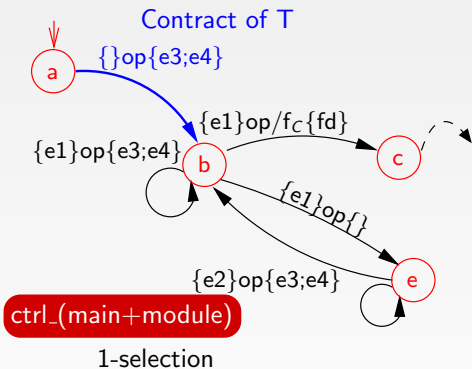 Contract of T
{}op{e3;e4}
a
{e1}op/f_C{fd}
{e1}op{e3;e4}
b
c
{e1}op{}
{e2}op{e3;e4}
e
ctrl_(main+module)
1-selection